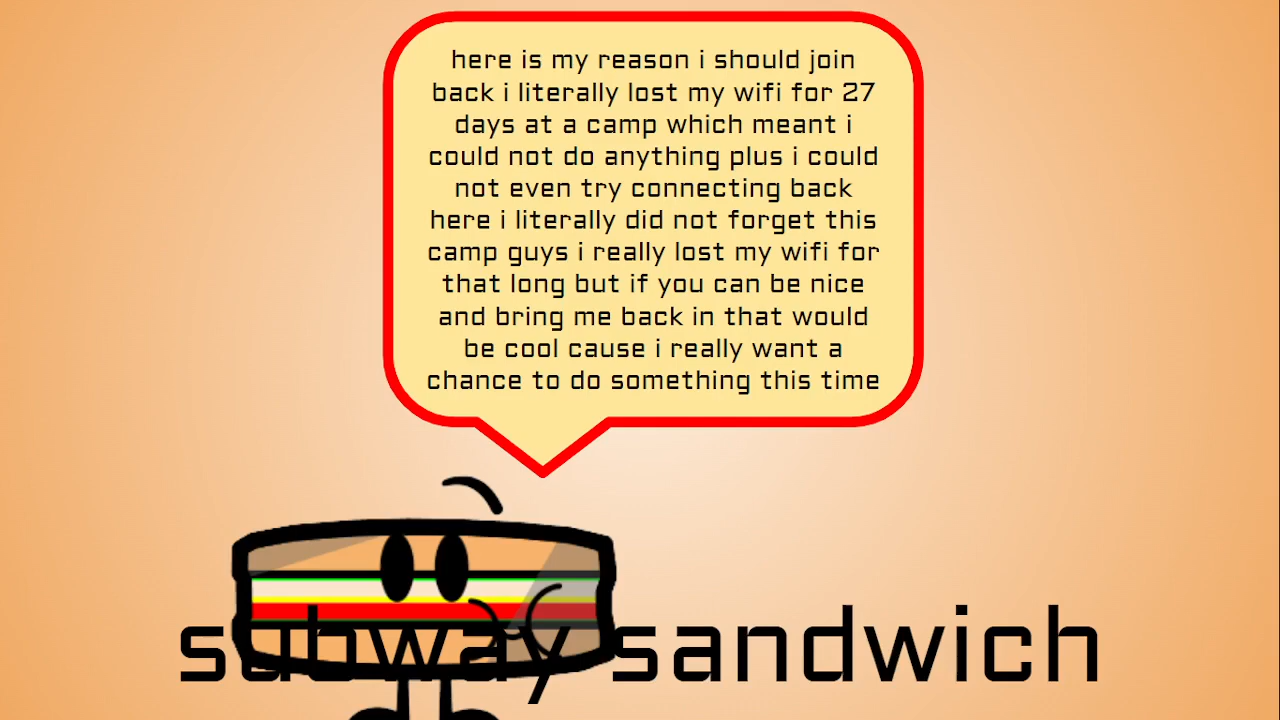 here is my reason i should join
back i literally lost my wifi for 27
days at a camp which meant i
could not do anything plus i could
not even try connecting back
here i literally did not forget this
camp guys i really lost my wifi for
that long but if you can be nice
and bring me back in that would
be cool cause i really want a
chance to do something this time
subway sandwich